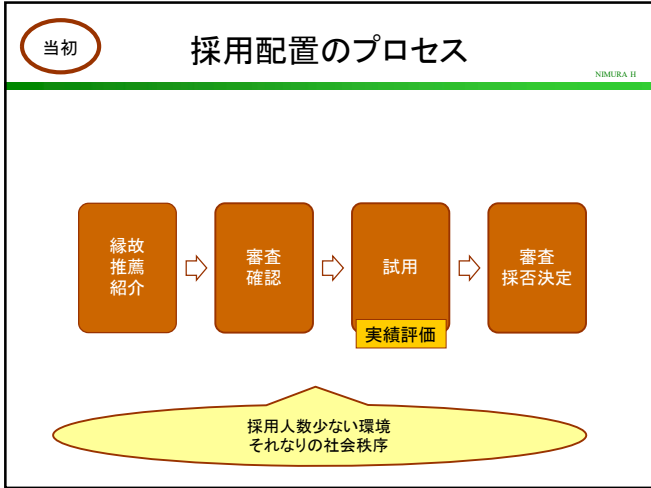 当初
採用配置のプロセス
NIMURA H
縁故
推薦
紹介
審査
確認
試用
実績評価
審査
採否決定
採用人数少ない環境
それなりの社会秩序